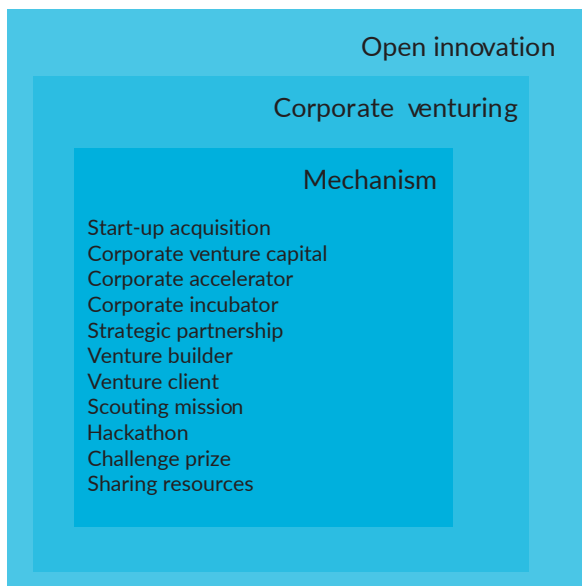 Open innovation
Corporate venturing
Mechanism
Start-up acquisition
Corporate venture capital
Corporate accelerator
Corporate incubator
Strategic partnership
Venture builder
Venture client
Scouting mission
Hackathon
Challenge prize
Sharing resources